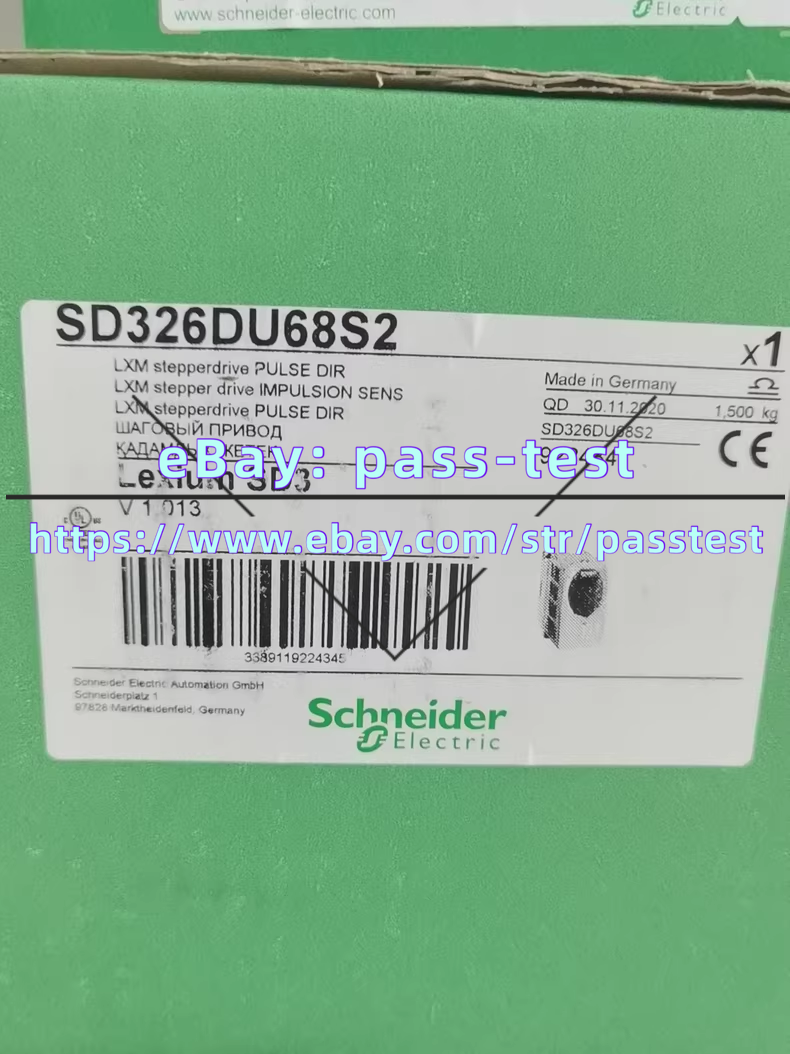 www.schneider-electric.com
Electric
SD326DU68S2
x1
LXM stepperdrive PULSE DIR
LXM stepper drive IMPULSION SENS
LXM stepperdrive PULSE DIR
ШАГОВЫЙ ПРИВОД
Made in Germany
QD 30.11.2020
1,500 kg
SD326DU68S2
CE
eBay: pass-test
Lexium SD3
V 1.013
UL
https://www.ebay.com/str/passtest
3389119224345
Schneider Electric Automation GmbH
Schneiderplatz 1
97828 Marktheidenfeld, Germany
Schneider
Electric